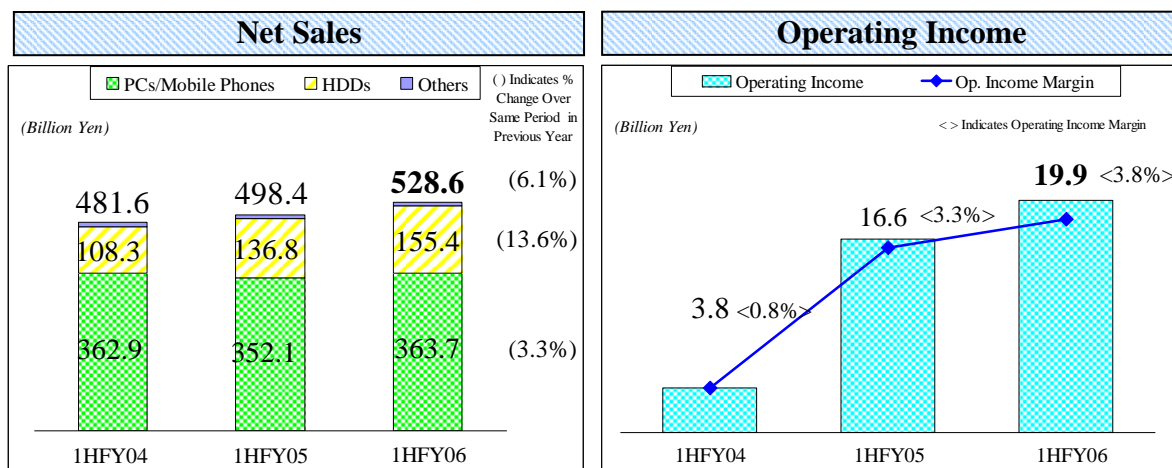 Net Sales
PCs/Mobile Phones HDDs Others
( ) Indicates %
Change Over
Same Period in
Previous Year
(Billion Yen)
481.6 498.4 528.6 (6.1%)
108.3 136.8 155.4 (13.6%)
362.9 352.1 363.7 (3.3%)
1HFY04 1HFY05 1HFY06
Operating Income
Operating Income Op. Income Margin
(Billion Yen)
< > Indicates Operating Income Margin
19.9 <3.8%>
16.6 <3.3%>
3.8 <0.8%>
1HFY04 1HFY05 1HFY06